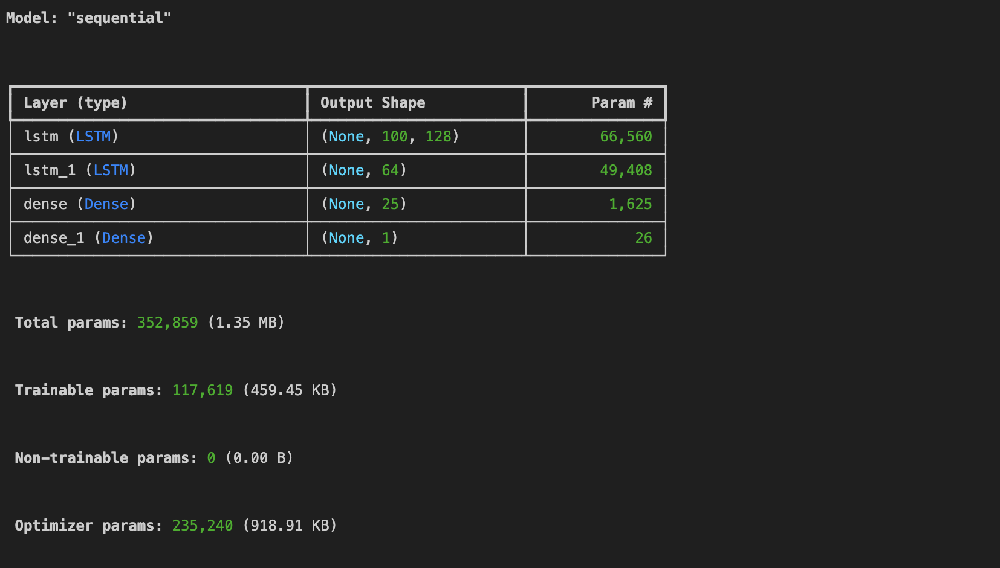 Model: "sequential"
Layer (type) Output Shape Param #
lstm (LSTM) (None, 100, 128) 66,560
lstm_1 (LSTM) (None, 64) 49,408
dense (Dense) (None, 25) 1,625
dense_1 (Dense) (None, 1) 26
Total params: 352,859 (1.35 MB)
Trainable params: 117,619 (459.45 KB)
Non-trainable params: 0 (0.00 B)
Optimizer params: 235,240 (918.91 KB)